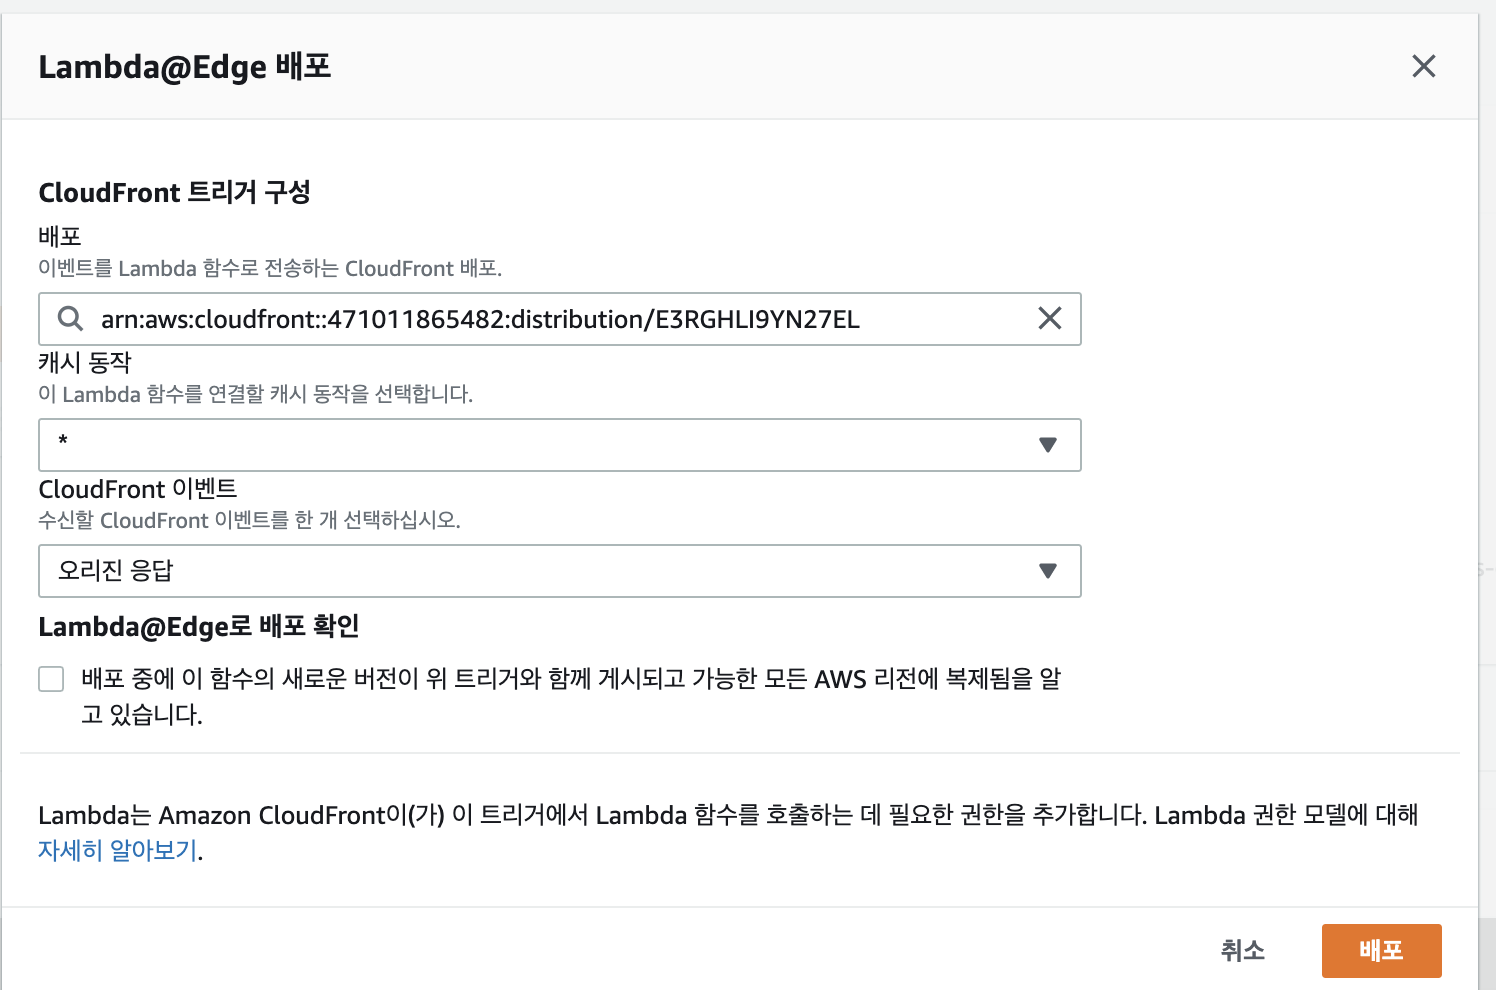 Lambda@Edge 배포
CloudFront 트리거 구성
배포
이벤트를 Lambda 함수로 전송하는 CloudFront 배포.
arn:aws:cloudfront::471011865482:distribution/E3RGHLI9YN27EL
캐시 동작
이 Lambda 함수를 연결할 캐시 동작을 선택합니다.
*
CloudFront 이벤트
수신할 CloudFront 이벤트를 한 개 선택하십시오.
오리진 응답
Lambda@Edge로 배포 확인
배포 중에 이 함수의 새로운 버전이 위 트리거와 함께 게시되고 가능한 모든 AWS 리전에 복제됨을 알
고 있습니다.
Lambda는 Amazon CloudFront이(가) 이 트리거에서 Lambda 함수를 호출하는 데 필요한 권한을 추가합니다. Lambda 권한 모델에 대해
자세히 알아보기.
취소
배포